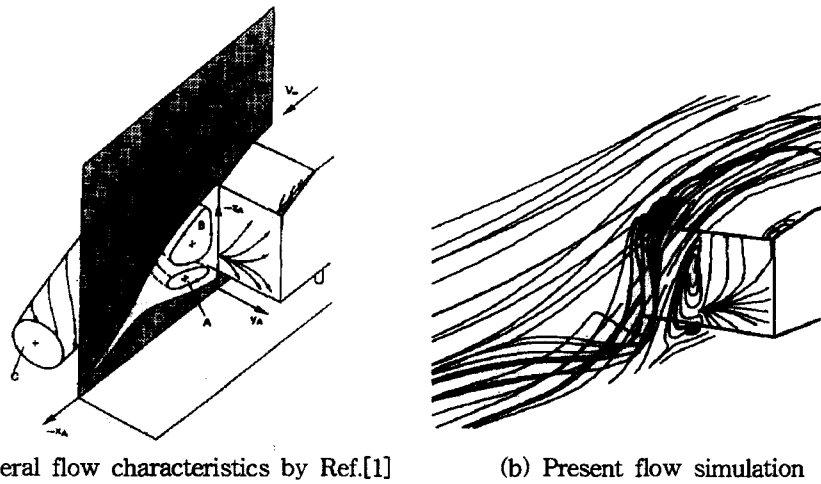 V∞
-zA
B
A
yA
C
-xA
eral flow characteristics by Ref.[1]
(b) Present flow simulation